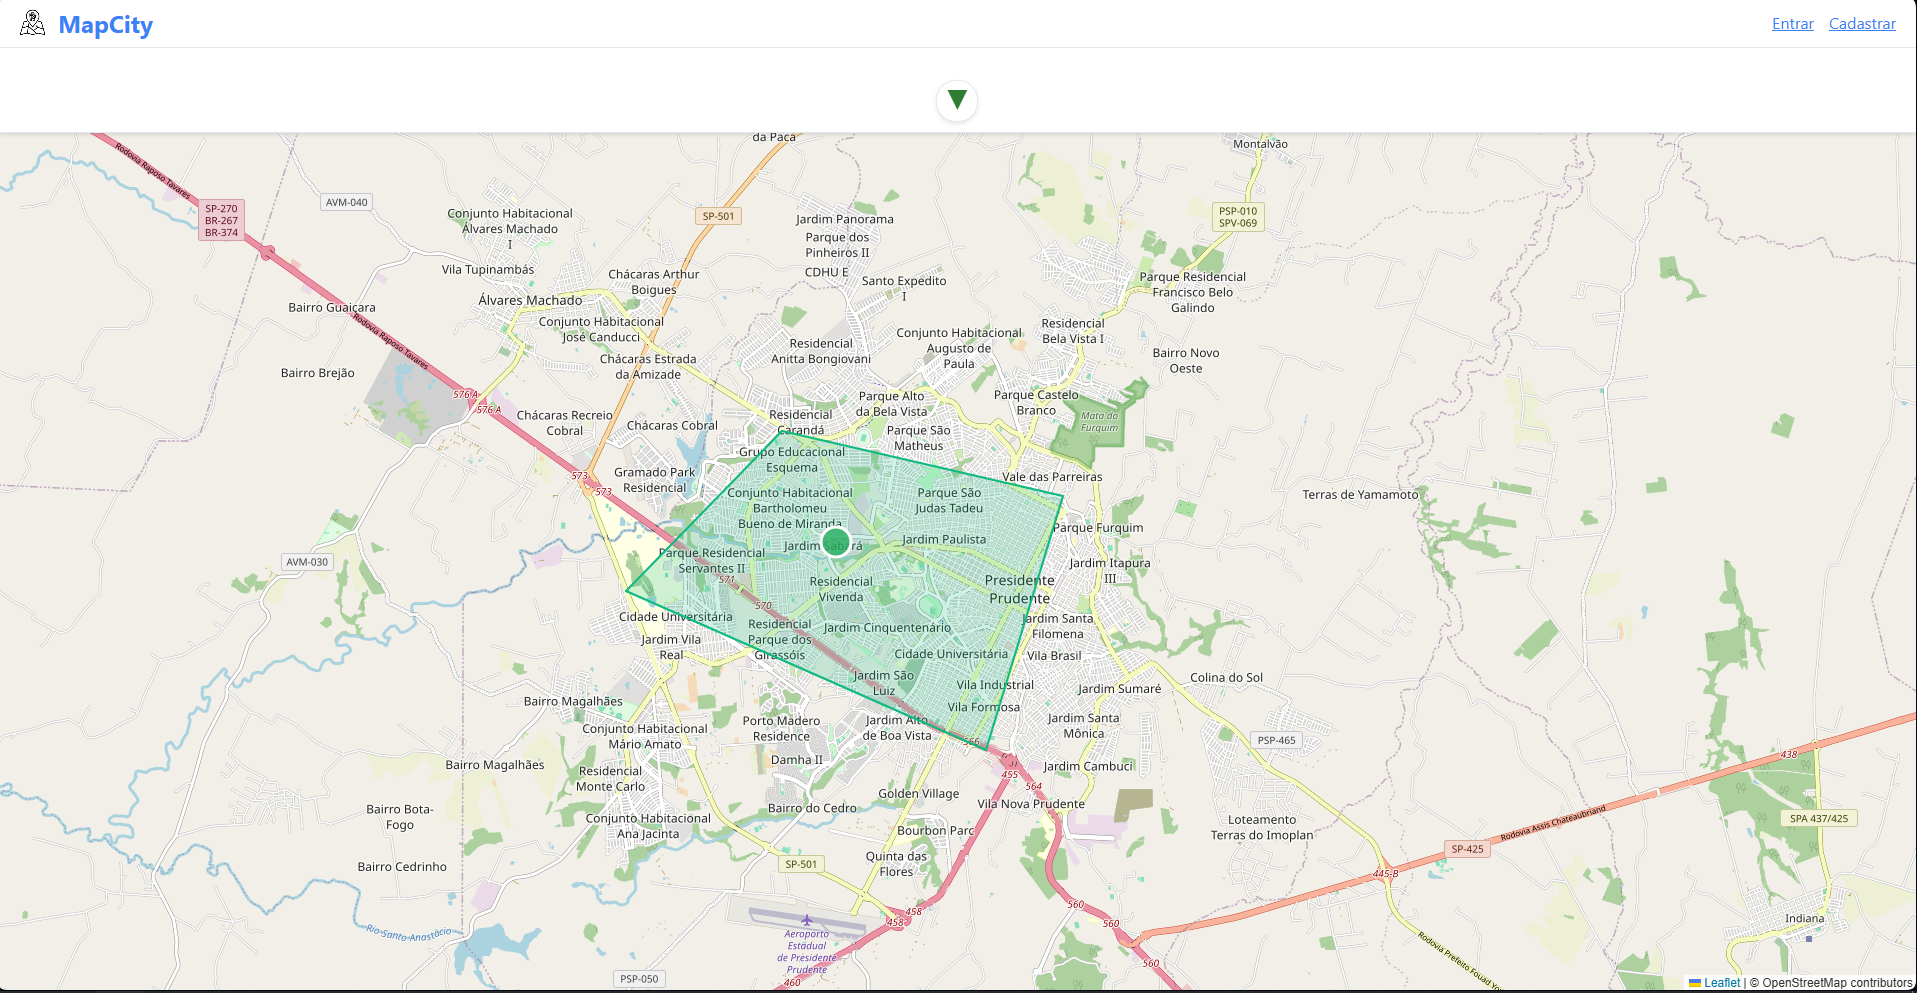 MapCity
Entrar
Cadastrar
da Paca
Montalvão
Rodovia Raposo Tavares
AVM-040
SP-270
BR-267
BR-374
Conjunto Habitacional
Álvares Machado
I
SP-501
Jardim Panorama
PSP-010
SPV-069
Parque dos
Pinheiros II
CDHU E
Vila Tupinambás
Chácaras Arthur
Boigues
Santo Expedito
I
Parque Residencial
Francisco Belo
Galindo
Álvares Machado
Bairro Guaiçara
Rodovia Raposo Tavares
Conjunto Habitacional
José Canducci
Conjunto Habitacional
Augusto de
Paula
Residencial
Bela Vista I
Residencial
Anitta Bongiovani
Bairro Novo
Oeste
Chácaras Estrada
da Amizade
Bairro Brejão
576 A
576 A
Parque Alto
da Bela Vista
Parque Castelo
Branco
Chácaras Recreio
Cobral
Residencial
Carandá
Chácaras Cobral
Mata do
Furquim
Parque São
Matheus
Grupo Educacional
Esquema
Gramado Park
Residencial
573
573
Vale das Parreiras
Conjunto Habitacional
Bartholomeu
Bueno de Miranda
Parque São
Judas Tadeu
Terras de Yamamoto
Parque Furquim
Jardim Sabará
Jardim Paulista
Parque Residencial
Servantes II
AVM-030
571
Jardim Itapura
III
Residencial
Vivenda
Presidente
Prudente
570
Cidade Universitária
Residencial
Parque dos
Girassóis
Jardim Cinquentenário
Jardim Santa
Filomena
Jardim Vila
Real
Cidade Universitária
Vila Brasil
Jardim São
Luiz
Vila Industrial
Colina do Sol
Jardim Sumaré
Bairro Magalhães
Vila Formosa
Porto Madero
Residence
Jardim Alto
de Boa Vista
Jardim Santa
Mônica
Conjunto Habitacional
Mário Amato
566
PSP-465
438
Damha II
Bairro Magalhães
Residencial
Monte Carlo
Jardim Cambuci
455
564
Golden Village
Vila Nova Prudente
Bairro do Cedro
Bairro Bota-
Fogo
Conjunto Habitacional
Ana Jacinta
Bourbon Parc
Loteamento
Terras do Imoplan
Rodovia Assis Chateaubriand
SPA 437/425
SP-425
Bairro Cedrinho
SP-501
Quinta das
Flores
445-B
560
458
458
560
Indiana
Rio Santo Anastácio
Aeroporto
Estadual
de Presidente
Prudente
Rodovia Prefeito Fouad Yo
560
PSP-050
460
Leaflet | © OpenStreetMap contributors